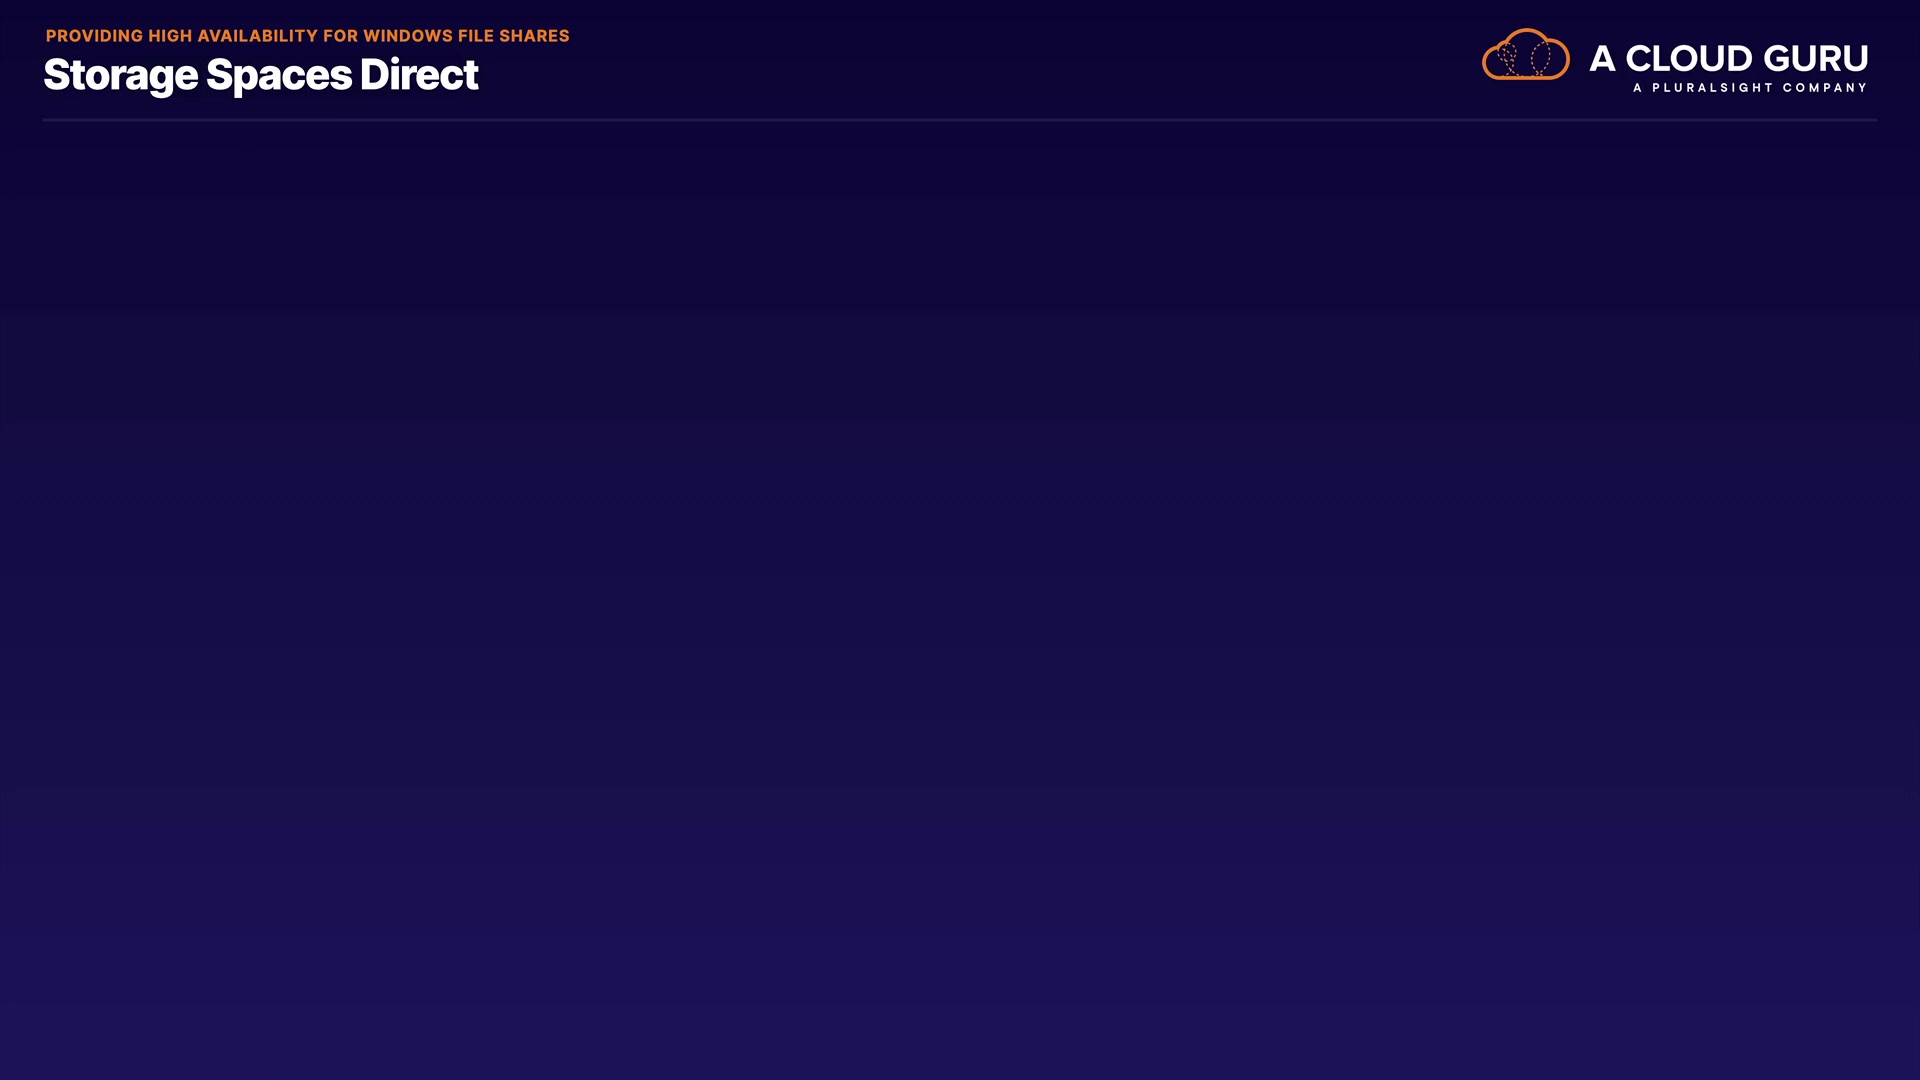 PROVIDING HIGH AVAILABILITY FOR WINDOWS FILE SHARES
Storage Spaces Direct
A CLOUD GURU
A PLURALSIGHT COMPANY